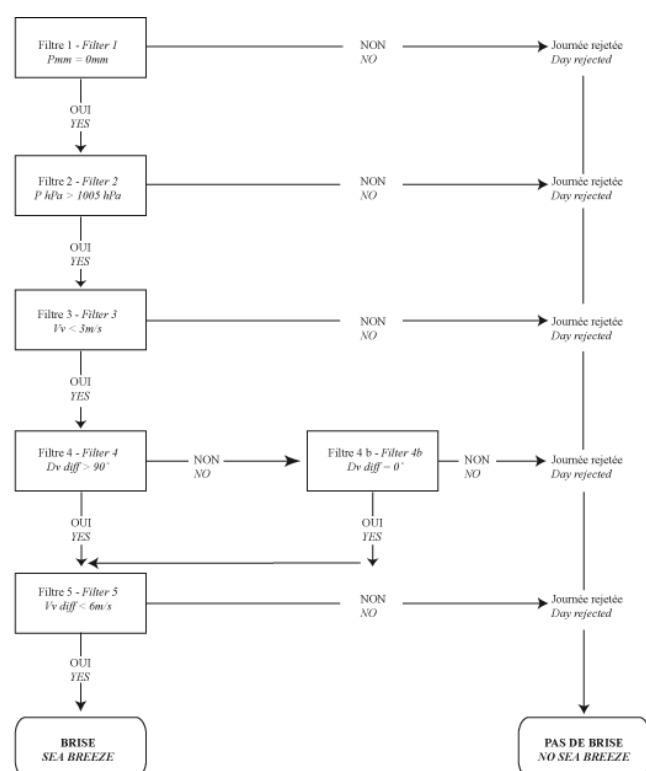 Filtre 1 - Filter 1
Pmm = 0mm
NON
NO
Journée rejetée
Day rejected
OUI
YES
Filtre 2 - Filter 2
P hPa > 1005 hPa
NON
NO
Journée rejetée
Day rejected
OUI
YES
Filtre 3 - Filter 3
Vv < 3m/s
NON
NO
Journée rejetée
Day rejected
OUI
YES
Filtre 4 - Filter 4
Dv diff > 90˚
NON
NO
Filtre 4 b - Filter 4b
Dv diff = 0˚
NON
NO
Journée rejetée
Day rejected
OUI
YES
OUI
YES
Filtre 5 - Filter 5
Vv diff < 6m/s
NON
NO
Journée rejetée
Day rejected
OUI
YES
BRISE
SEA BREEZE
PAS DE BRISE
NO SEA BREEZE